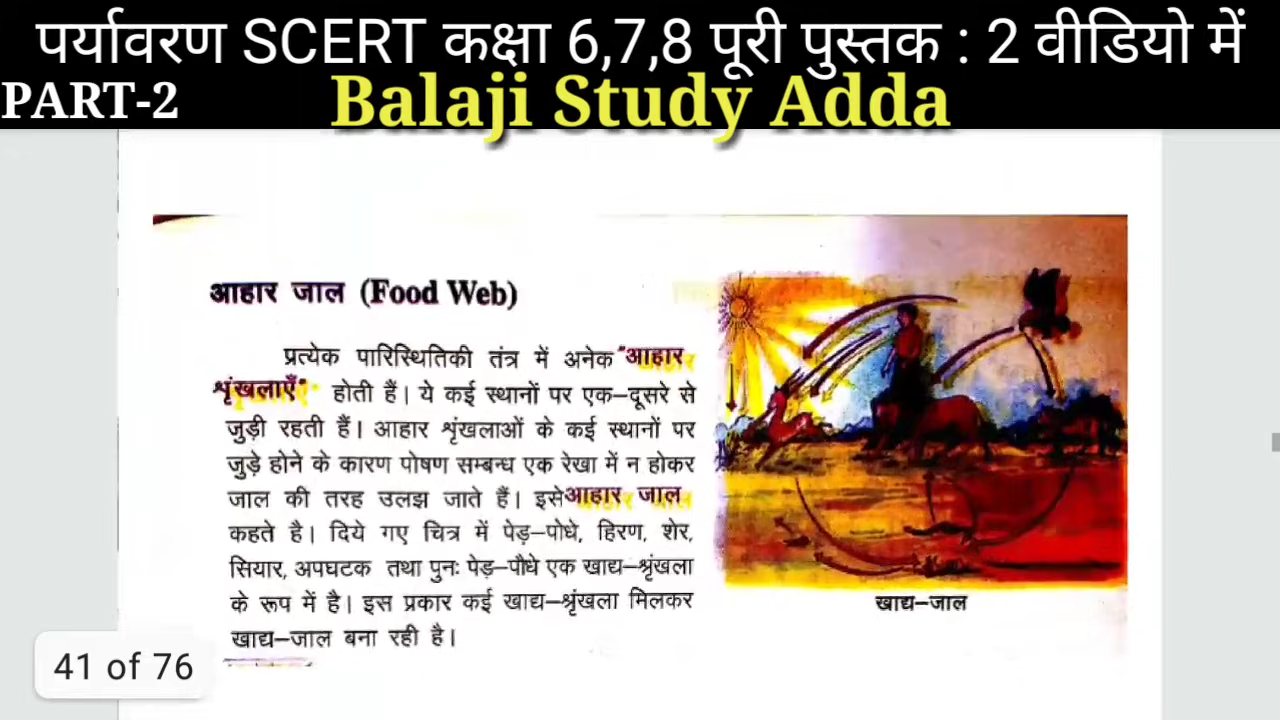 पर्यावरण SCERT कक्षा 6,7,8 पूरी पुस्तक : 2 वीडियो में
PART-2
Balaji Study Adda
आहार जाल (Food Web)
प्रत्येक पारिस्थितिकी तंत्र में अनेक "आहार
शृंखलाएँ" होती हैं। ये कई स्थानों पर एक–दूसरे से
जुड़ी रहती हैं। आहार शृंखलाओं के कई स्थानों पर
जुड़े होने के कारण पोषण सम्बन्ध एक रेखा में न होकर
जाल की तरह उलझ जाते हैं। इसे आहार जाल
कहते है। दिये गए चित्र में पेड़–पोधे, हिरण, शेर,
सियार, अपघटक तथा पुनः पेड़–पौधे एक खाद्य–श्रृंखला
के रूप में है। इस प्रकार कई खाद्य–श्रृंखला मिलकर
खाद्य–जाल बना रही है।
खाद्य–जाल
41 of 76